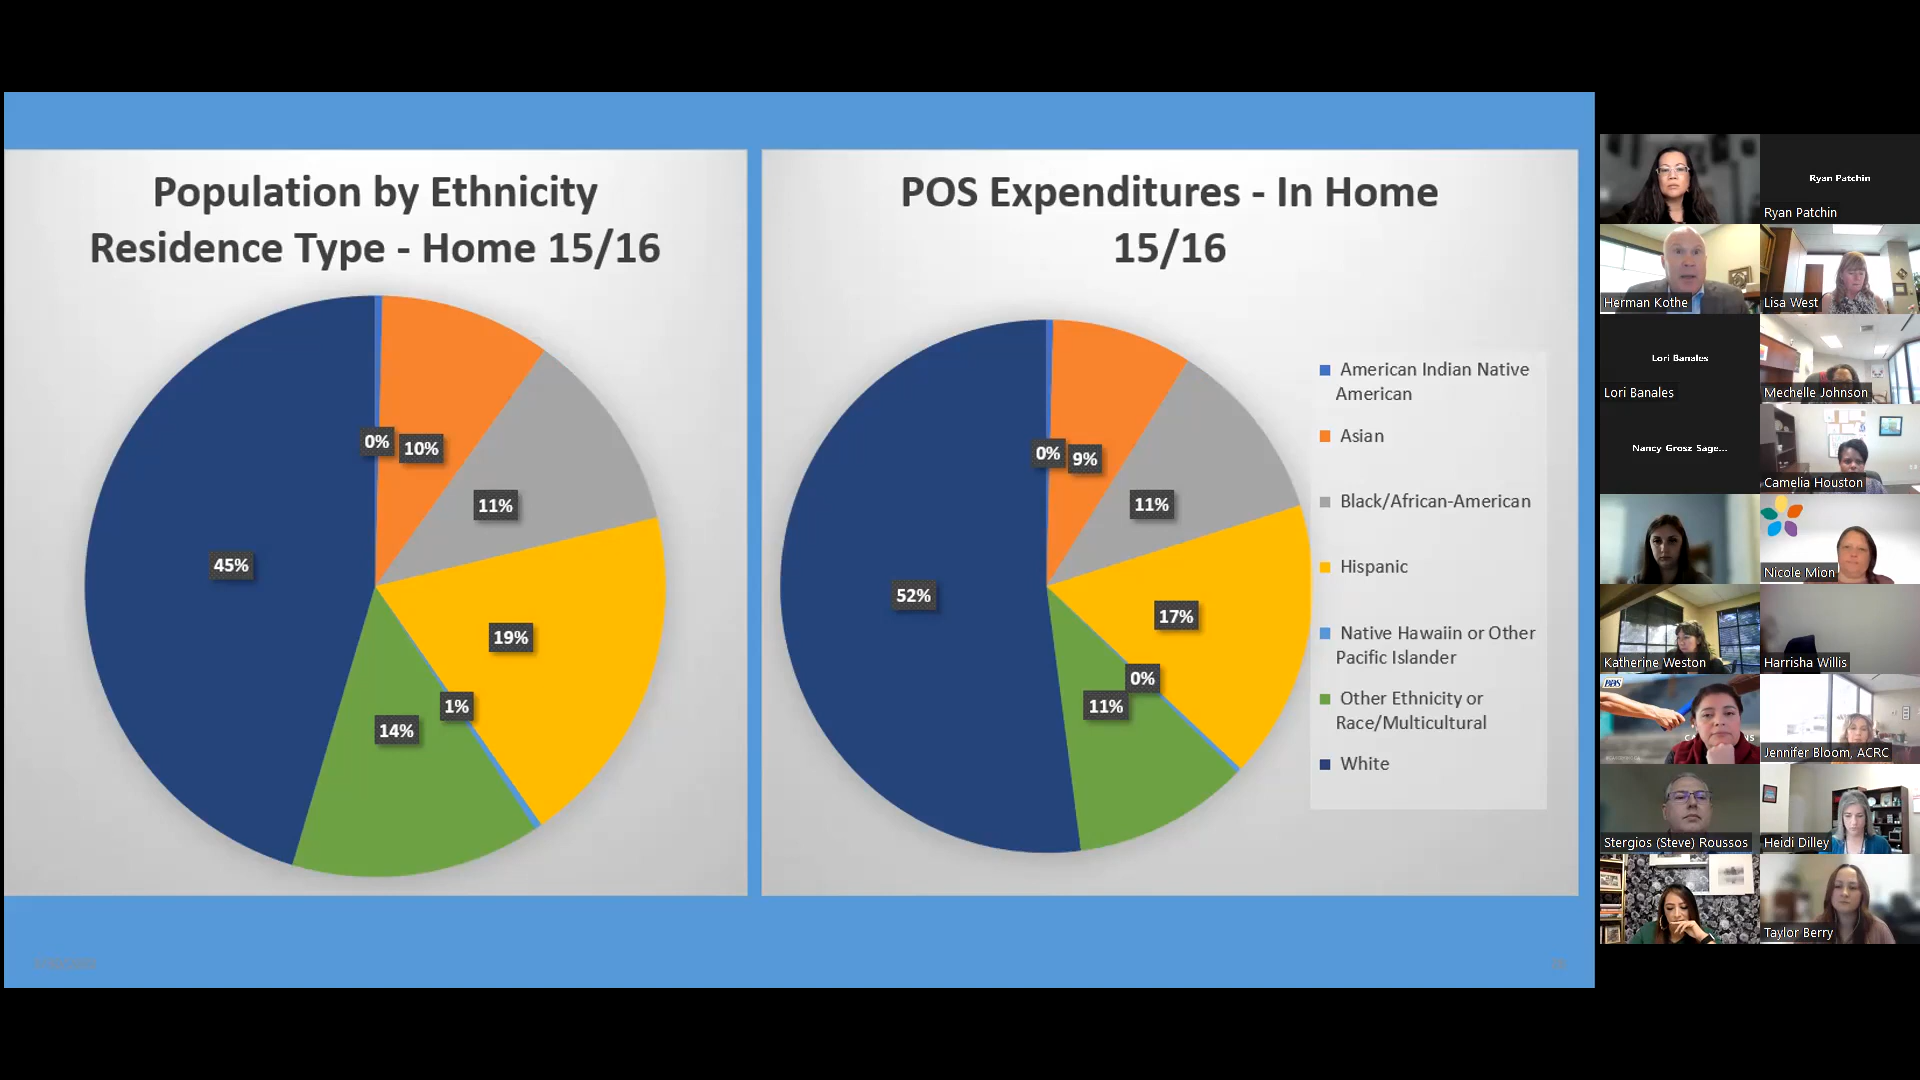 Population by Ethnicity
Residence Type - Home 15/16
0%
10%
11%
45%
19%
1%
14%
POS Expenditures - In Home
15/16
0%
9%
11%
52%
17%
0%
11%
American Indian Native
American
Asian
Black/African-American
Hispanic
Native Hawaiin or Other
Pacific Islander
Other Ethnicity or
Race/Multicultural
White
Ryan Patchin
Ryan Patchin
Herman Kothe
Lisa West
Lori Banales
Lori Banales
Mechelle Johnson
Nancy Grosz Sage...
Camelia Houston
Nicole Mion
Katherine Weston
Harrisha Willis
BBS
Jennifer Bloom, ACRC
Stergios (Steve) Roussos
Heidi Dilley
Taylor Berry